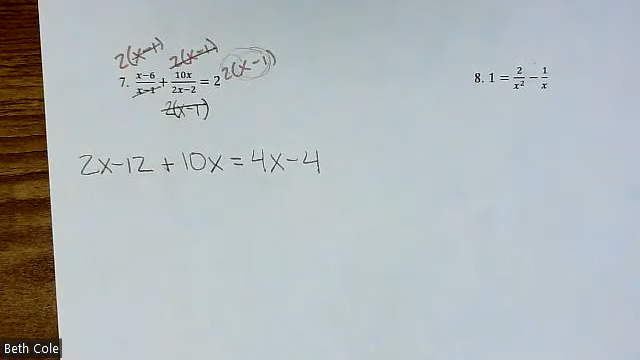 2(x-1) 2(x-1)
7. x-6/x-1 + 10x/2x-2 = 2 2(x-1)
2(x-1)
8. 1 = 2/x² - 1/x
2x-12 + 10x = 4x-4
Beth Cole